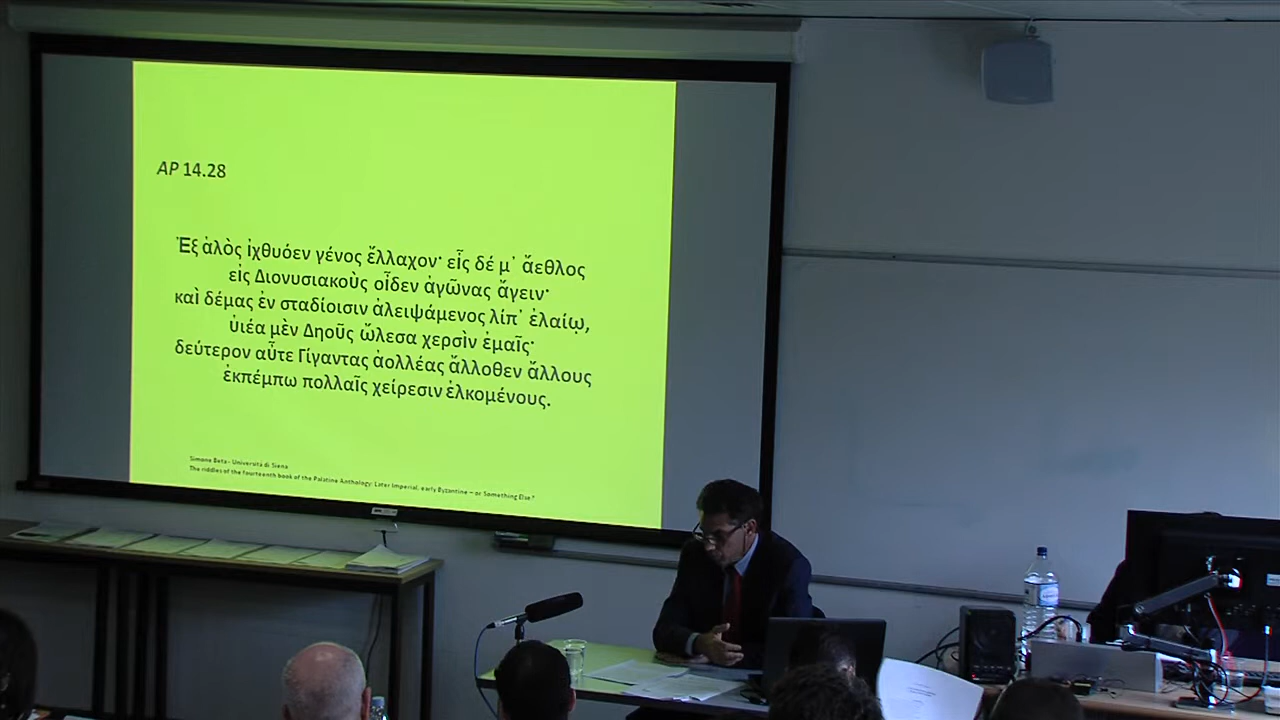 AP 14.28
Ἐξ ἁλὸς ἰχθυόεν γένος ἔλλαχον· εἷς δέ μ᾽ ἄεθλος
εἰς Διονυσιακοὺς οἶδεν ἀγῶνας ἄγειν·
καὶ δέμας ἐν σταδίοισιν ἀλειψάμενος λίπ᾽ ἐλαίῳ,
υἱέα μὲν Δηοῦς ὤλεσα χερσὶν ἐμαῖς·
δεύτερον αὖτε Γίγαντας ἀολλέας ἄλλοθεν ἄλλους
ἐκπέμπω πολλαῖς χείρεσιν ἑλκομένους.
Simone Beta - Università di Siena
The riddles of the fourteenth book of the Palatine Anthology: Later Imperial, early Byzantine – or Something Else?